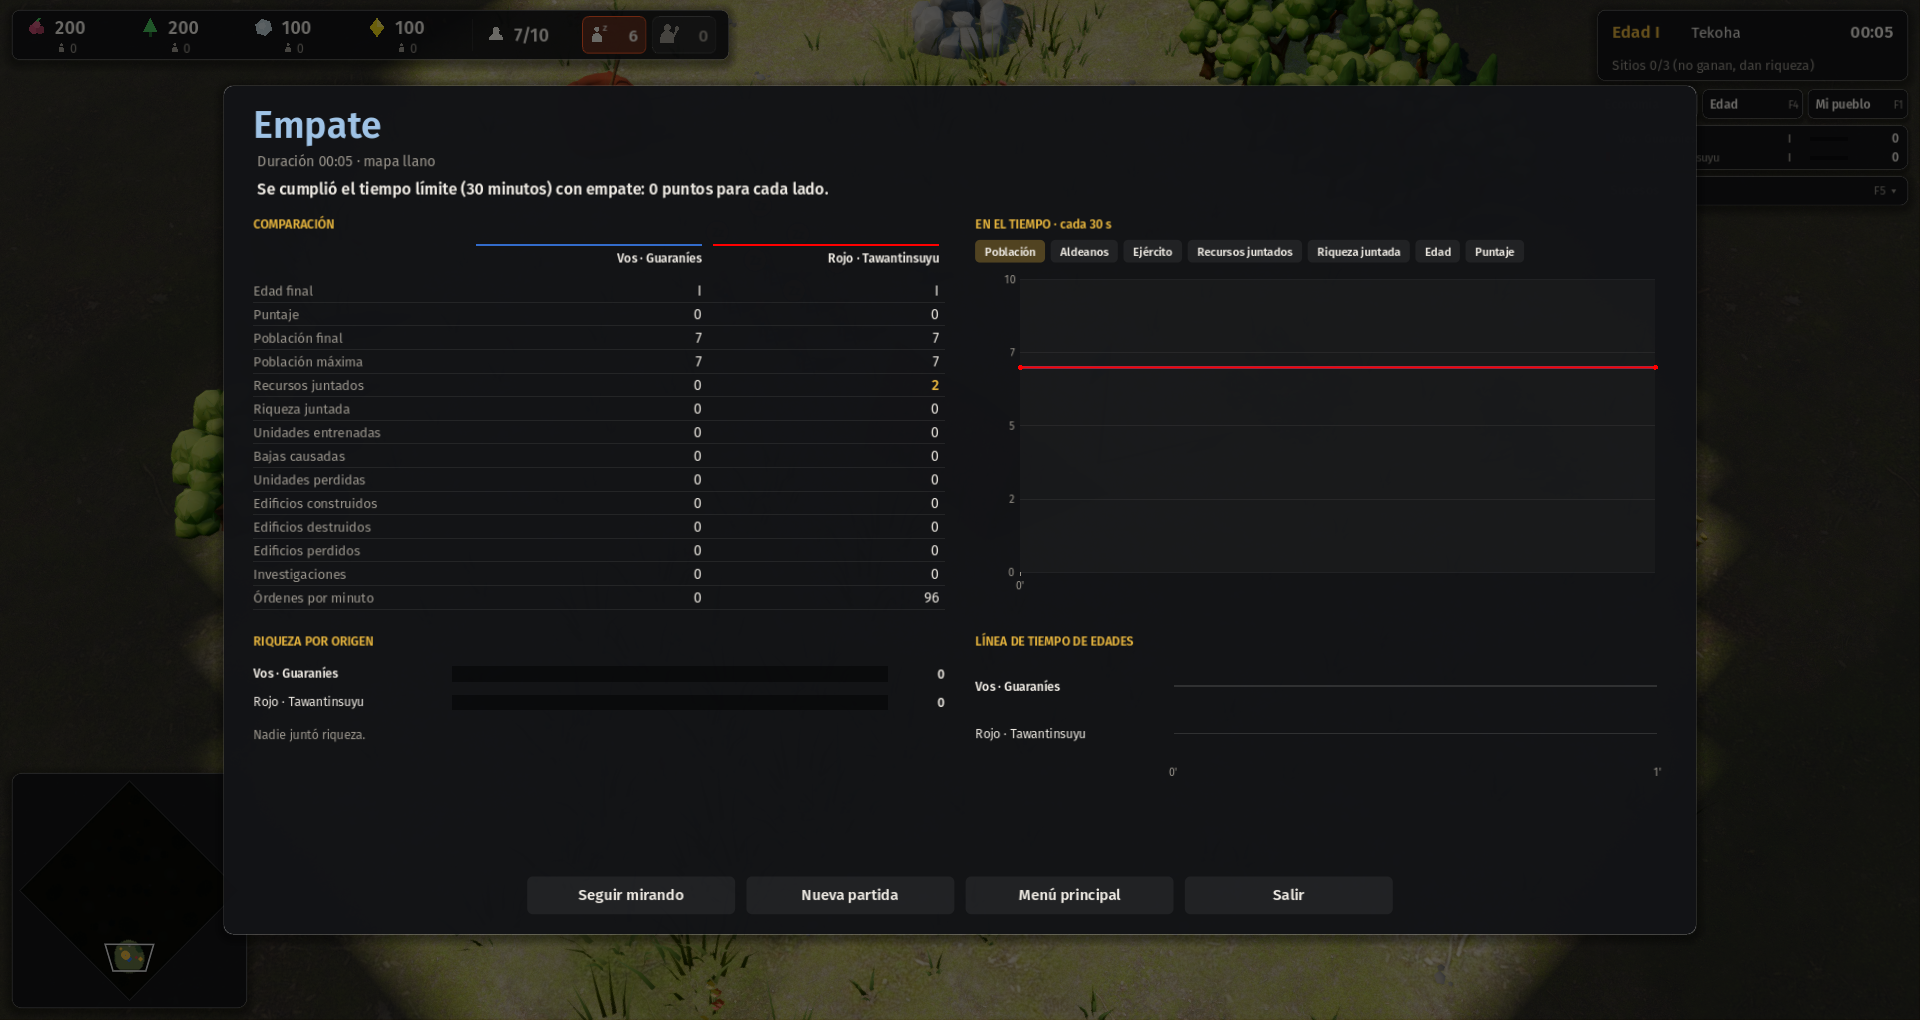 200 200 100 100 7/10 6 0
0 0 0 0
Edad I Tekoha 00:05
Sitios 0/3 (no ganan, dan riqueza)
Edad F4 Mi pueblo F1
I 0
suyu I 0
F5
Empate
Duración 00:05 · mapa llano
Se cumplió el tiempo límite (30 minutos) con empate: 0 puntos para cada lado.
COMPARACIÓN
Vos · Guaraníes Rojo · Tawantinsuyu
Edad final I I
Puntaje 0 0
Población final 7 7
Población máxima 7 7
Recursos juntados 0 2
Riqueza juntada 0 0
Unidades entrenadas 0 0
Bajas causadas 0 0
Unidades perdidas 0 0
Edificios construidos 0 0
Edificios destruidos 0 0
Edificios perdidos 0 0
Investigaciones 0 0
Órdenes por minuto 0 96
EN EL TIEMPO · cada 30 s
Población Aldeanos Ejército Recursos juntados Riqueza juntada Edad Puntaje
10
7
5
2
0
0'
RIQUEZA POR ORIGEN
Vos · Guaraníes 0
Rojo · Tawantinsuyu 0
Nadie juntó riqueza.
LÍNEA DE TIEMPO DE EDADES
Vos · Guaraníes
Rojo · Tawantinsuyu
0' 1'
Seguir mirando Nueva partida Menú principal Salir